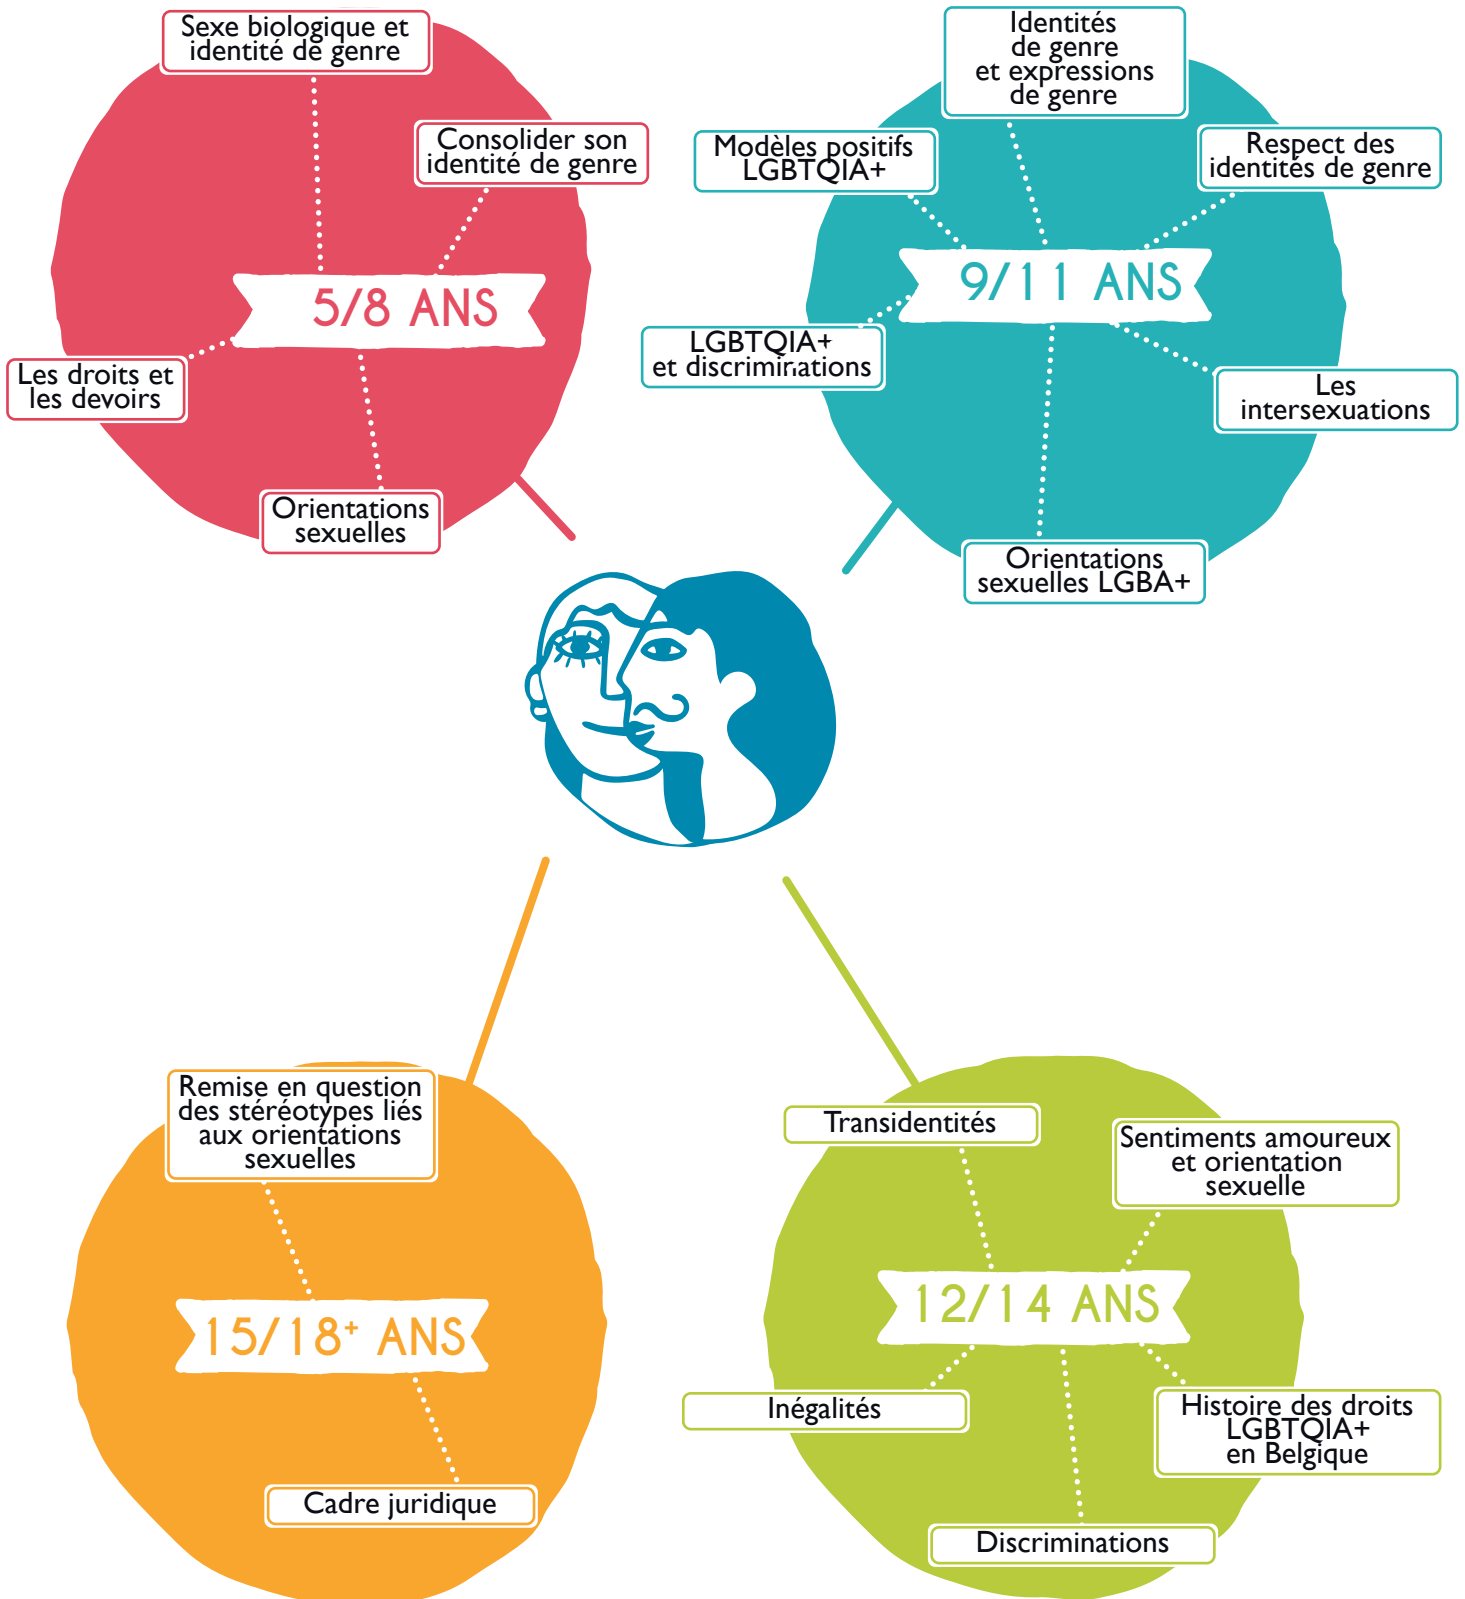 Sexe biologique et
identité de genre
Consolider son
identité de genre
5/8 ANS
Les droits et
les devoirs
Orientations
sexuelles
Identités
de genre
et expressions
de genre
Modèles positifs
LGBTQIA+
Respect des
identités de genre
9/11 ANS
LGBTQIA+
et discriminations
Les
intersexuations
Orientations
sexuelles LGBA+
Remise en question
des stéréotypes liés
aux orientations
sexuelles
15/18+ ANS
Cadre juridique
Transidentités
Sentiments amoureux
et orientation
sexuelle
12/14 ANS
Inégalités
Histoire des droits
LGBTQIA+
en Belgique
Discriminations